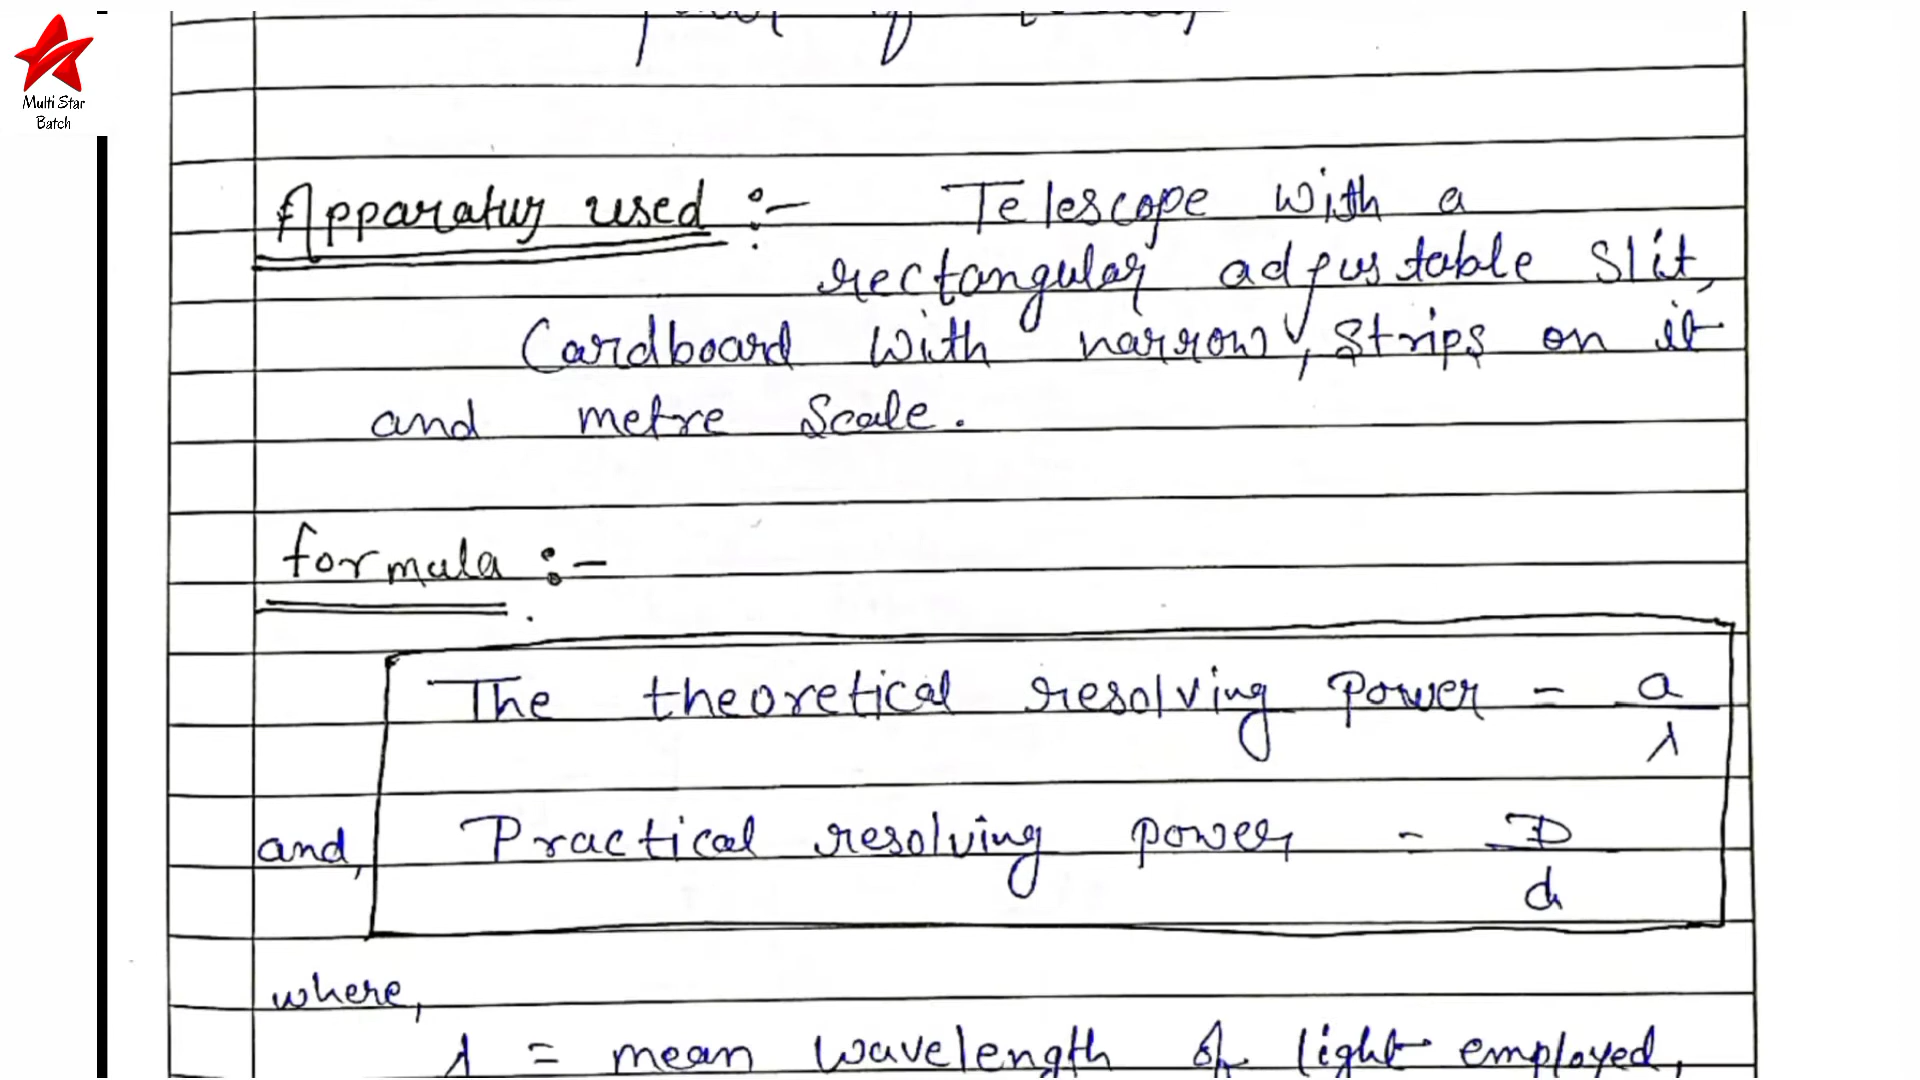 Multi Star
Batch
Apparatus used :-  Telescope with a
rectangular adjustable slit,
Cardboard with narrow, strips on it
and metre scale.
formula :-
The theoretical resolving power = a/λ
and, Practical resolving power = D/d
where,
λ = mean wavelength of light employed,